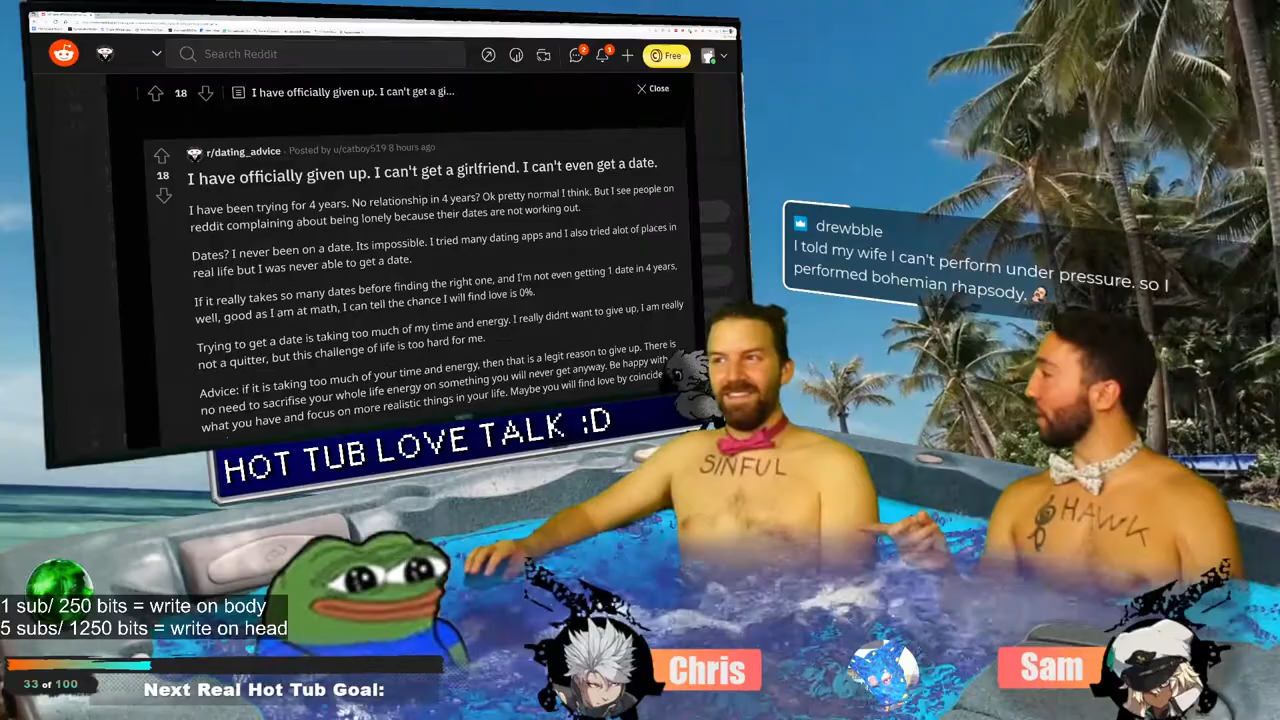 Search Reddit
2
1
Free
18
I have officially given up. I can't get a gi...
Close
r/dating_advice · Posted by u/catboy519 8 hours ago
18
I have officially given up. I can't get a girlfriend. I can't even get a date.
I have been trying for 4 years. No relationship in 4 years? Ok pretty normal I think. But I see people on
reddit complaining about being lonely because their dates are not working out.
Dates? I never been on a date. Its impossible. I tried many dating apps and I also tried alot of places in
real life but I was never able to get a date.
If it really takes so many dates before finding the right one, and I'm not even getting 1 date in 4 years,
well, good as I am at math, I can tell the chance I will find love is 0%.
Trying to get a date is taking too much of my time and energy. I really didnt want to give up. I am really
not a quitter, but this challenge of life is too hard for me.
Advice: if it is taking too much of your time and energy, then that is a legit reason to give up. There is
no need to sacrifise your whole life energy on something you will never get anyway. Be happy with
what you have and focus on more realistic things in your life. Maybe you will find love by coincide
HOT TUB LOVE TALK :D
drewbble
I told my wife I can't perform under pressure. so I
performed bohemian rhapsody.
SINFUL
HAWK
1 sub/ 250 bits = write on body
5 subs/ 1250 bits = write on head
33 of 100
Next Real Hot Tub Goal:
Chris
Sam